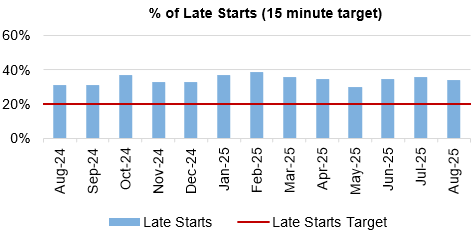 % of Late Starts (15 minute target)
60%
40%
20%
0%
Aug-24
Sep-24
Oct-24
Nov-24
Dec-24
Jan-25
Feb-25
Mar-25
Apr-25
May-25
Jun-25
Jul-25
Aug-25
Late Starts
Late Starts Target